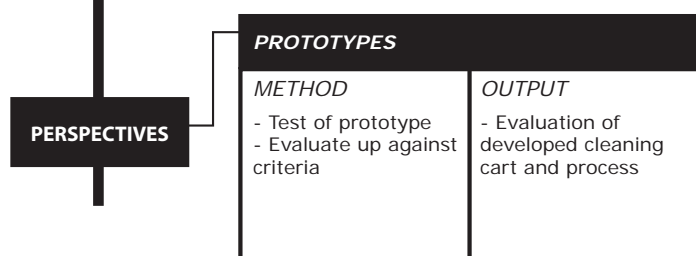 PROTOTYPES
PERSPECTIVES
METHOD
- Test of prototype
- Evaluate up against
criteria
OUTPUT
- Evaluation of
developed cleaning
cart and process